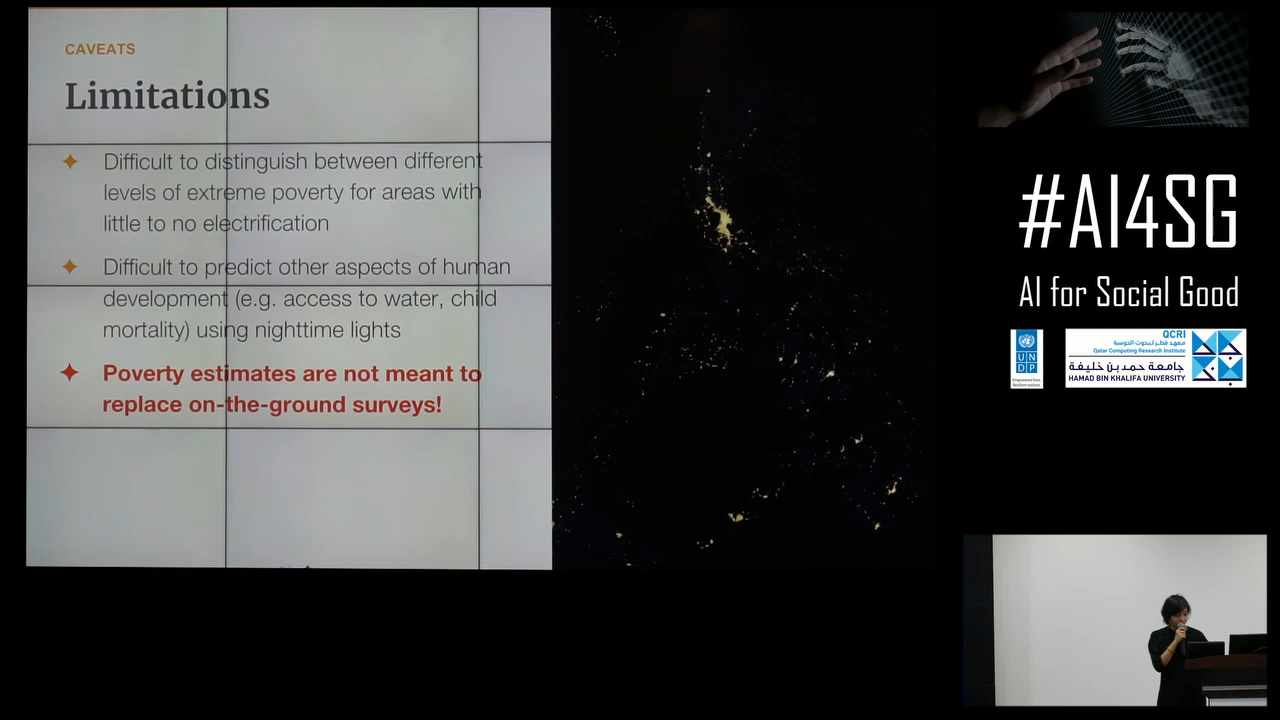 CAVEATS
Limitations
Difficult to distinguish between different
levels of extreme poverty for areas with
little to no electrification
Difficult to predict other aspects of human
development (e.g. access to water, child
mortality) using nighttime lights
Poverty estimates are not meant to
replace on-the-ground surveys!
#AI4SG
AI for Social Good
UN
DP
Empowered lives.
Resilient nations.
QCRI
معهد قطر لبحوث الحوسبة
Qatar Computing Research Institute
جامعة حمد بن خليفة
HAMAD BIN KHALIFA UNIVERSITY